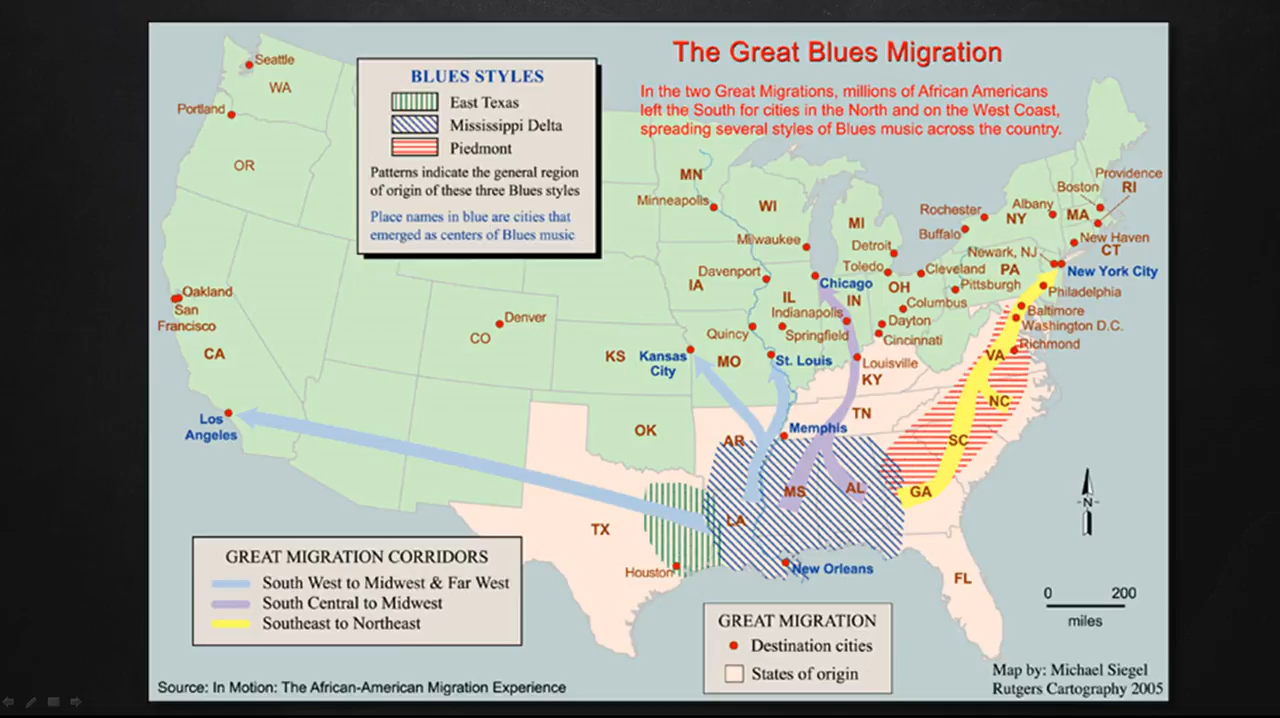 The Great Blues Migration
In the two Great Migrations, millions of African Americans
left the South for cities in the North and on the West Coast,
spreading several styles of Blues music across the country.
BLUES STYLES
East Texas
Mississippi Delta
Piedmont
Patterns indicate the general region
of origin of these three Blues styles
Place names in blue are cities that
emerged as centers of Blues music
Seattle
WA
Portland
OR
Oakland
San
Francisco
CA
Los
Angeles
Denver
CO
MN
Minneapolis
WI
Milwaukee
MI
Detroit
Toledo
Davenport
IA
Chicago
IL
IN
Indianapolis
OH
Cleveland
Columbus
Dayton
Cincinnati
Quincy
Springfield
KS
Kansas
City
MO
St. Louis
Louisville
KY
TN
Memphis
Rochester
Buffalo
Albany
NY
Boston
MA
Providence
RI
New Haven
CT
Newark, NJ
New York City
PA
Pittsburgh
Philadelphia
Baltimore
Washington D.C.
Richmond
VA
NC
SC
GA
OK
AR
MS
AL
LA
TX
Houston
New Orleans
FL
N
0 200
miles
GREAT MIGRATION CORRIDORS
South West to Midwest & Far West
South Central to Midwest
Southeast to Northeast
GREAT MIGRATION
Destination cities
States of origin
Source: In Motion: The African-American Migration Experience
Map by: Michael Siegel
Rutgers Cartography 2005